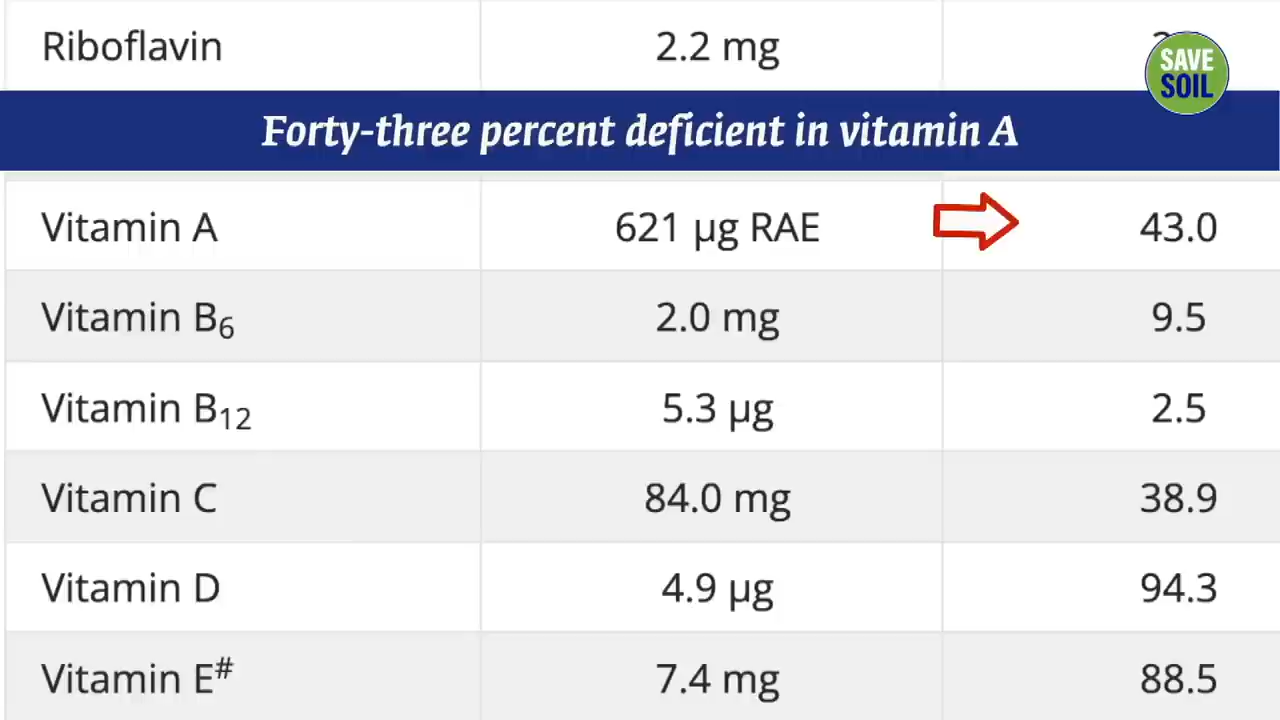 Riboflavin 2.2 mg
SAVE SOIL
Forty-three percent deficient in vitamin A
Vitamin A 621 μg RAE 43.0
Vitamin B6 2.0 mg 9.5
Vitamin B12 5.3 μg 2.5
Vitamin C 84.0 mg 38.9
Vitamin D 4.9 μg 94.3
Vitamin E# 7.4 mg 88.5